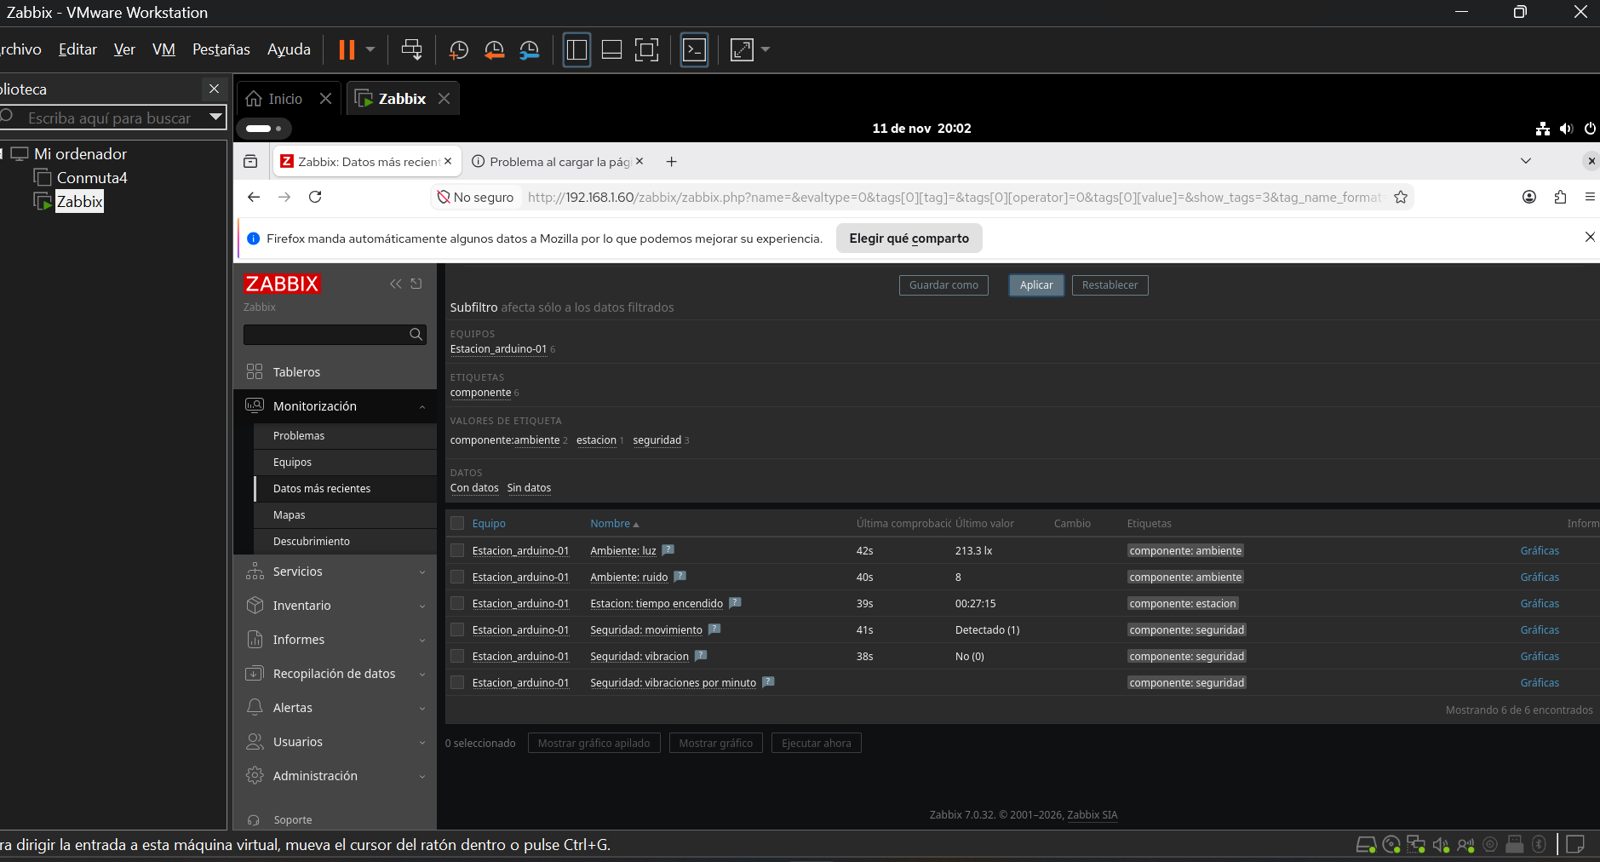 Zabbix - VMware Workstation
rchivo Editar Ver VM Pestañas Ayuda
blioteca
Escriba aquí para buscar
Mi ordenador
Conmuta4
Zabbix
Inicio Zabbix
11 de nov 20:02
Zabbix: Datos más recient Problema al cargar la pág
No seguro http://192.168.1.60/zabbix/zabbix.php?name=&evaltype=0&tags[0][tag]=&tags[0][operator]=0&tags[0][value]=&show_tags=3&tag_name_format
Firefox manda automáticamente algunos datos a Mozilla por lo que podemos mejorar su experiencia. Elegir qué comparto
ZABBIX
Zabbix
Tableros
Monitorización
Problemas
Equipos
Datos más recientes
Mapas
Descubrimiento
Servicios
Inventario
Informes
Recopilación de datos
Alertas
Usuarios
Administración
Soporte
Guardar como Aplicar Restablecer
Subfiltro afecta sólo a los datos filtrados
EQUIPOS
Estacion_arduino-01 6
ETIQUETAS
componente 6
VALORES DE ETIQUETA
componente:ambiente 2 estacion 1 seguridad 3
DATOS
Con datos Sin datos
Equipo Nombre Última comprobació Último valor Cambio Etiquetas Inform
Estacion_arduino-01 Ambiente: luz ? 42s 213.3 lx componente: ambiente Gráficas
Estacion_arduino-01 Ambiente: ruido ? 40s 8 componente: ambiente Gráficas
Estacion_arduino-01 Estacion: tiempo encendido ? 39s 00:27:15 componente: estacion Gráficas
Estacion_arduino-01 Seguridad: movimiento ? 41s Detectado (1) componente: seguridad Gráficas
Estacion_arduino-01 Seguridad: vibracion ? 38s No (0) componente: seguridad Gráficas
Estacion_arduino-01 Seguridad: vibraciones por minuto ? componente: seguridad Gráficas
Mostrando 6 de 6 encontrados
0 seleccionado Mostrar gráfico apilado Mostrar gráfico Ejecutar ahora
Zabbix 7.0.32. © 2001–2026, Zabbix SIA
ra dirigir la entrada a esta máquina virtual, mueva el cursor del ratón dentro o pulse Ctrl+G.